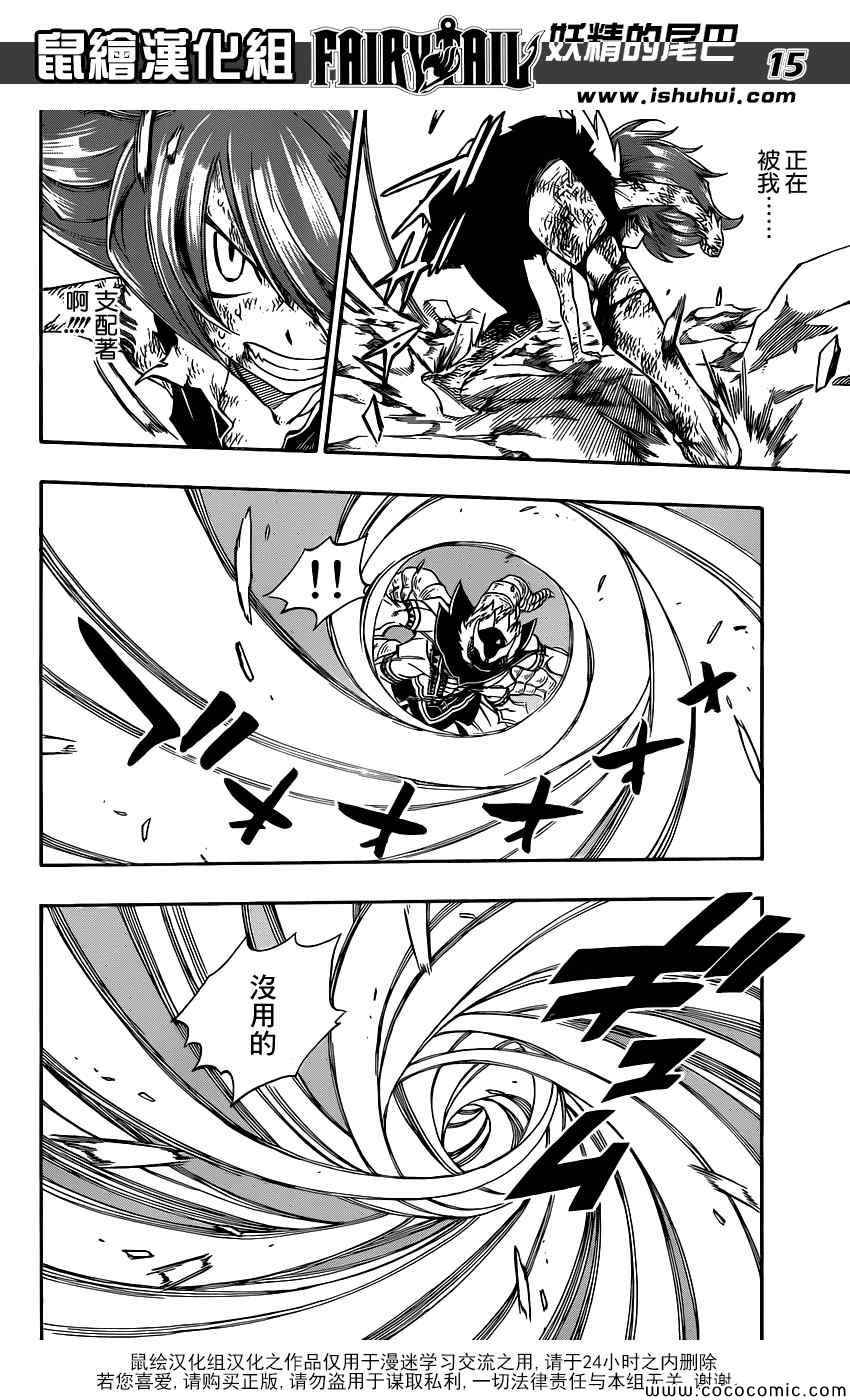 鼠繪漢化組
FAIRY TAIL
妖精的尾巴
15
www.ishuhui.com
正在
被我……
支配著
啊!!!!
!!
沒用的
鼠绘汉化组汉化之作品仅用于漫迷学习交流之用, 请于24小时之内删除
若您喜爱, 请购买正版, 请勿盗用于谋取私利, 一切法律责任与本组无关, 谢谢.
www.cococomic.com